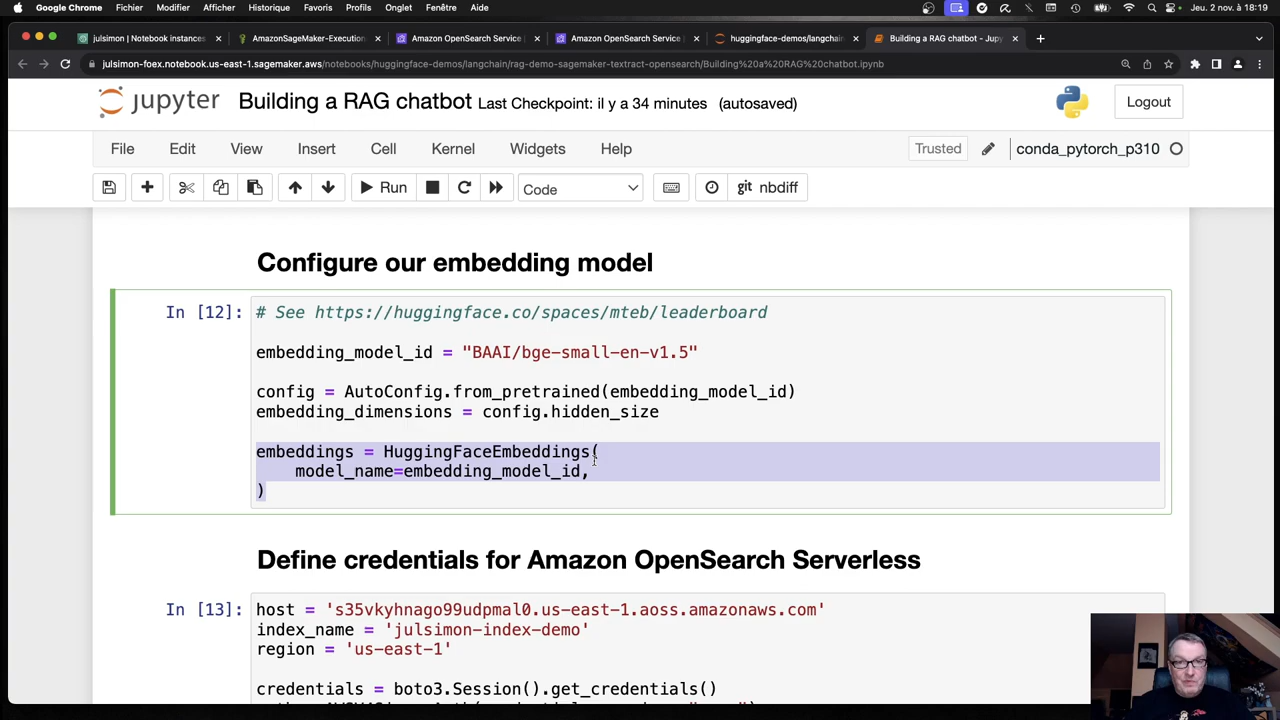 Google Chrome Fichier Modifier Afficher Historique Favoris Profils Onglet Fenêtre Aide Jeu. 2 nov. à 18:19
julsimon | Notebook instances AmazonSageMaker-Execution Amazon OpenSearch Service Amazon OpenSearch Service huggingface-demos/langchain Building a RAG chatbot - Jup
julsimon-foex.notebook.us-east-1.sagemaker.aws/notebooks/huggingface-demos/langchain/rag-demo-sagemaker-textract-opensearch/Building%20a%20RAG%20chatbot.ipynb
jupyter Building a RAG chatbot Last Checkpoint: il y a 34 minutes (autosaved) Logout
File Edit View Insert Cell Kernel Widgets Help Trusted conda_pytorch_p310
Run Code git nbdiff
Configure our embedding model
In [12]: # See https://huggingface.co/spaces/mteb/leaderboard
embedding_model_id = "BAAI/bge-small-en-v1.5"
config = AutoConfig.from_pretrained(embedding_model_id)
embedding_dimensions = config.hidden_size
embeddings = HuggingFaceEmbeddings(
model_name=embedding_model_id,
)
Define credentials for Amazon OpenSearch Serverless
In [13]: host = 's35vkyhnago99udpmal0.us-east-1.aoss.amazonaws.com'
index_name = 'julsimon-index-demo'
region = 'us-east-1'
credentials = boto3.Session().get_credentials()